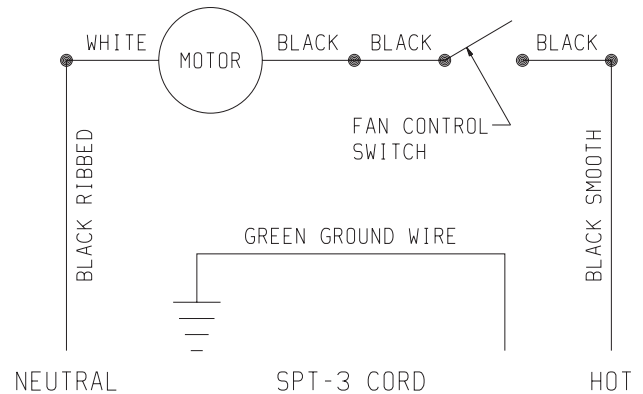 WHITE
MOTOR
BLACK
BLACK
BLACK
FAN CONTROL
SWITCH
BLACK RIBBED
BLACK SMOOTH
GREEN GROUND WIRE
NEUTRAL
SPT-3 CORD
HOT